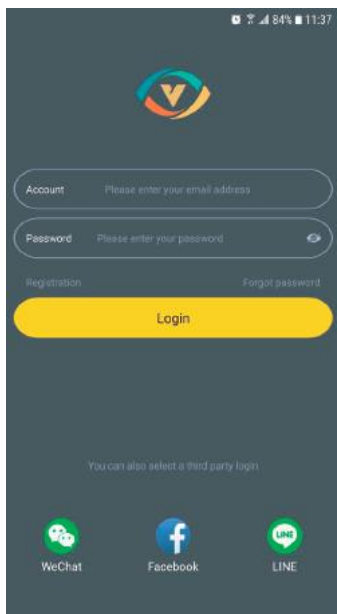 84% 11:37
V
Account Please enter your email address
Password Please enter your password
Registration Forgot password
Login
You can also select a third party login
LINE
WeChat Facebook LINE